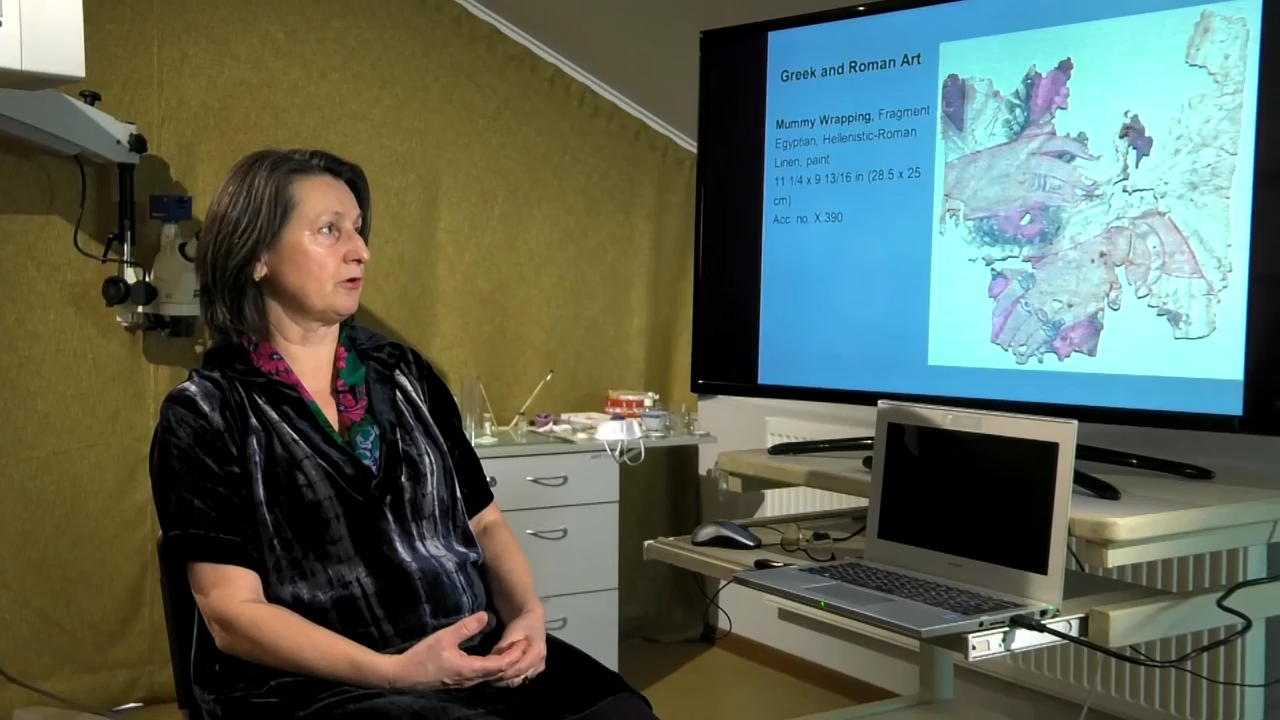 Greek and Roman Art
Mummy Wrapping, Fragment
Egyptian, Hellenistic-Roman
Linen, paint
11 1/4 x 9 13/16 in (28.5 x 25
cm)
Acc. no. X.390